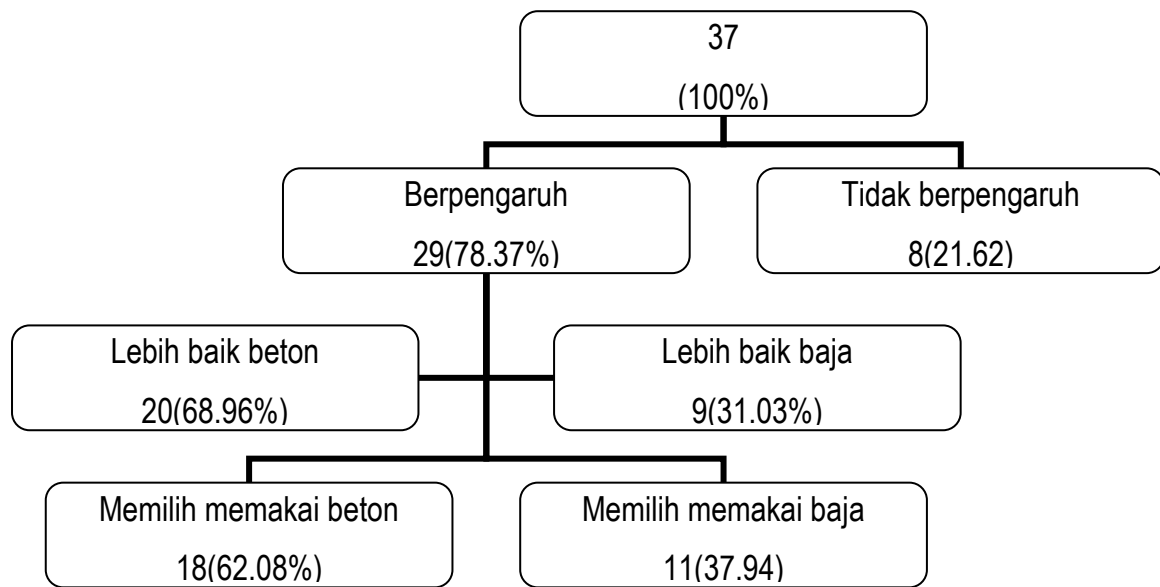 37
(100%)
Berpengaruh
29(78.37%)
Tidak berpengaruh
8(21.62)
Lebih baik beton
20(68.96%)
Lebih baik baja
9(31.03%)
Memilih memakai beton
18(62.08%)
Memilih memakai baja
11(37.94)